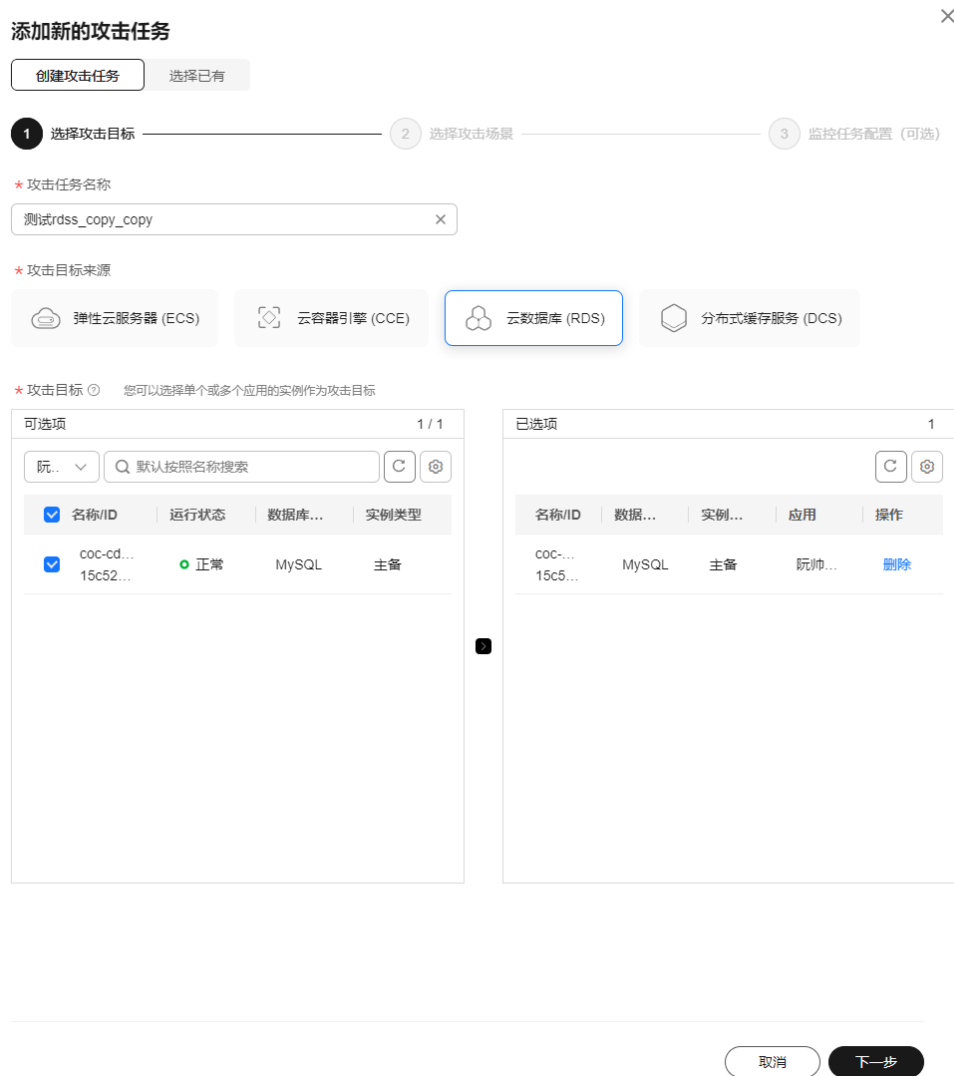 添加新的攻击任务
创建攻击任务 选择已有
1 选择攻击目标 2 选择攻击场景 3 监控任务配置 (可选)
* 攻击任务名称
测试rdss_copy_copy
* 攻击目标来源
弹性云服务器 (ECS) 云容器引擎 (CCE) 云数据库 (RDS) 分布式缓存服务 (DCS)
* 攻击目标 ? 您可以选择单个或多个应用的实例作为攻击目标
可选项 1 / 1 已选项 1
阮.. 默认按照名称搜索
名称/ID 运行状态 数据库... 实例类型 名称/ID 数据... 实例... 应用 操作
coc-cd... 正常 MySQL 主备 coc-... MySQL 主备 阮帅... 删除
15c52... 15c5...
取消 下一步